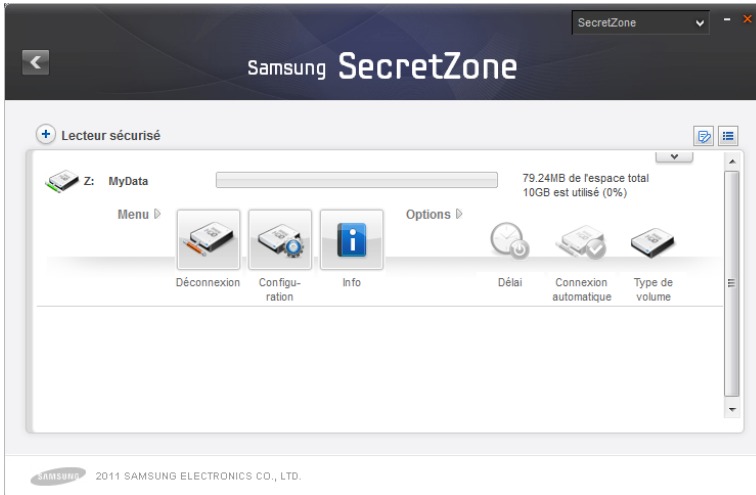 SecretZone
Samsung SecretZone
Lecteur sécurisé
Z: MyData
79.24MB de l'espace total
10GB est utilisé (0%)
Menu
Options
Déconnexion
Configu-
ration
Info
Délai
Connexion
automatique
Type de
volume
SAMSUNG
2011 SAMSUNG ELECTRONICS CO., LTD.